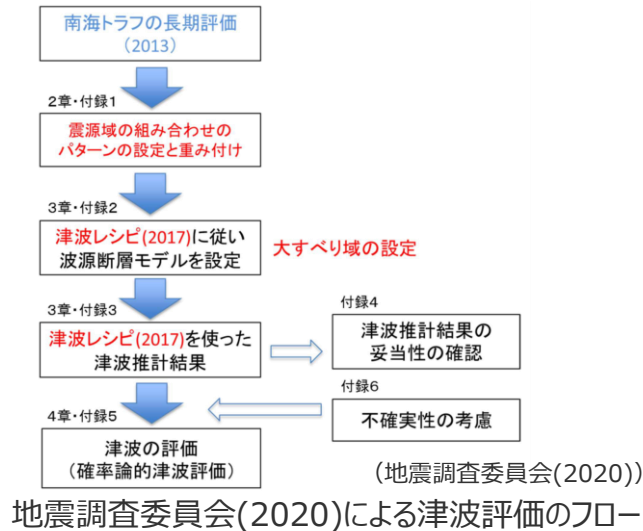 南海トラフの長期評価
(2013)
2章・付録1
震源域の組み合わせの
パターンの設定と重み付け
3章・付録2
津波レシピ(2017)に従い
波源断層モデルを設定
大すべり域の設定
3章・付録3
津波レシピ(2017)を使った
津波推計結果
付録4
津波推計結果の
妥当性の確認
付録6
不確実性の考慮
4章・付録5
津波の評価
(確率論的津波評価)
(地震調査委員会(2020))
地震調査委員会(2020)による津波評価のフロー